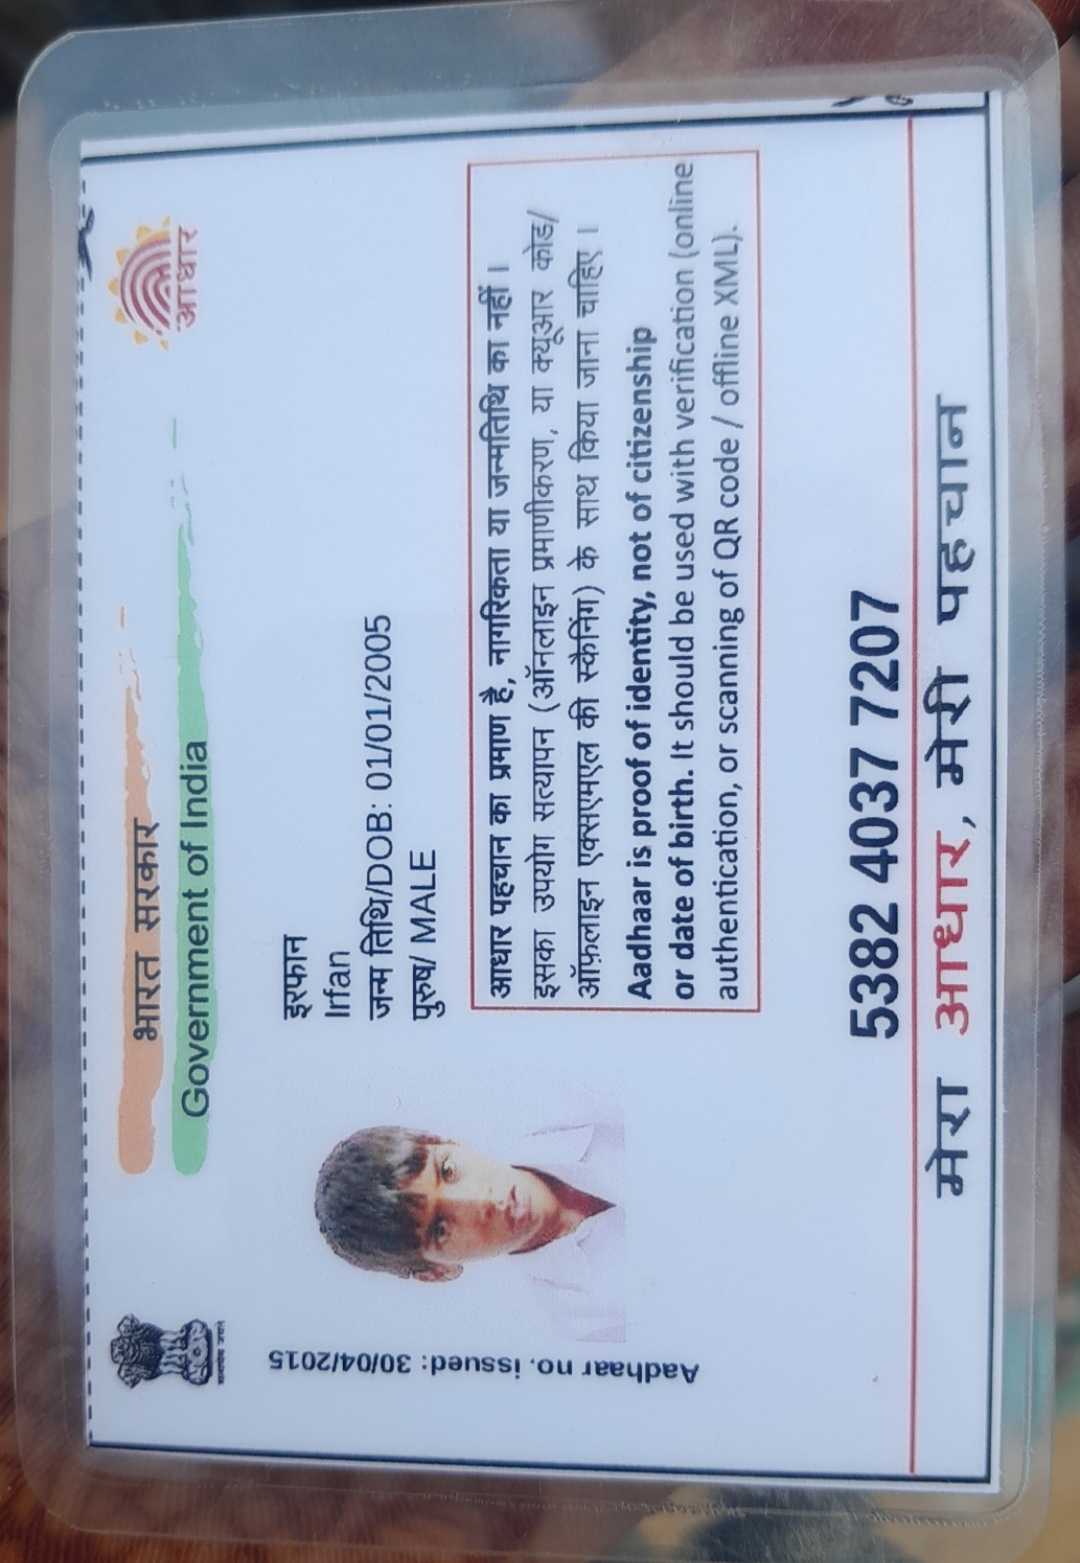 भारत सरकार
Government of India
आधार
इरफान
Irfan
जन्म तिथि/DOB: 01/01/2005
पुरुष/ MALE
Aadhaar no. issued: 30/04/2015
आधार पहचान का प्रमाण है, नागरिकता या जन्मतिथि का नहीं ।
इसका उपयोग सत्यापन (ऑनलाइन प्रमाणीकरण, या क्यूआर कोड/
ऑफ़लाइन एक्सएमएल की स्कैनिंग) के साथ किया जाना चाहिए ।
Aadhaar is proof of identity, not of citizenship
or date of birth. It should be used with verification (online
authentication, or scanning of QR code / offline XML).
5382 4037 7207
मेरा आधार, मेरी पहचान